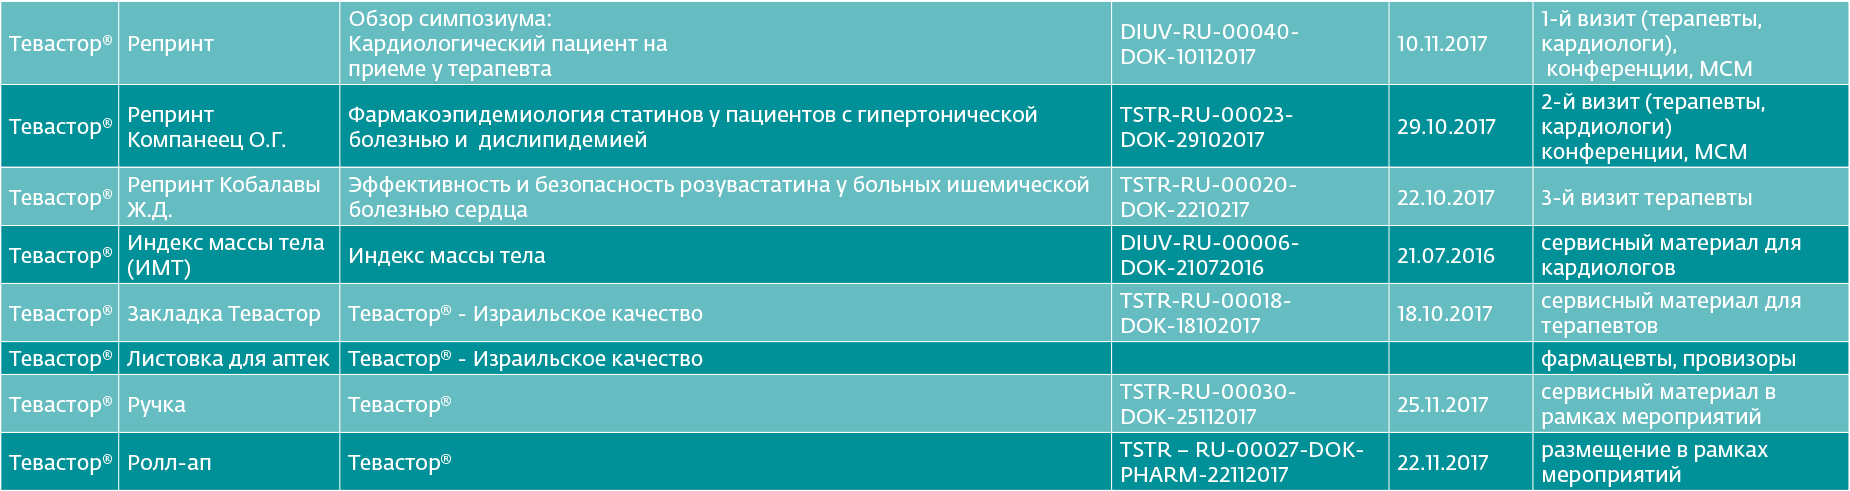 Тевастор®
Репринт
Обзор симпозиума:
Кардиологический пациент на
приеме у терапевта
DIUV-RU-00040-
DOK-10112017
10.11.2017
1-й визит (терапевты,
кардиологи),
конференции, МСМ
Тевастор®
Репринт
Компанеец О.Г.
Фармакоэпидемиология статинов у пациентов с гипертонической
болезнью и дислипидемией
TSTR-RU-00023-
DOK-29102017
29.10.2017
2-й визит (терапевты,
кардиологи)
конференции, МСМ
Тевастор®
Репринт Кобалавы
Ж.Д.
Эффективность и безопасность розувастатина у больных ишемической
болезнью сердца
TSTR-RU-00020-
DOK-2210217
22.10.2017
3-й визит терапевты
Тевастор®
Индекс массы тела
(ИМТ)
Индекс массы тела
DIUV-RU-00006-
DOK-21072016
21.07.2016
сервисный материал для
кардиологов
Тевастор®
Закладка Тевастор
Тевастор® - Израильское качество
TSTR-RU-00018-
DOK-18102017
18.10.2017
сервисный материал для
терапевтов
Тевастор®
Листовка для аптек
Тевастор® - Израильское качество
фармацевты, провизоры
Тевастор®
Ручка
Тевастор®
TSTR-RU-00030-
DOK-25112017
25.11.2017
сервисный материал в
рамках мероприятий
Тевастор®
Ролл-ап
Тевастор®
TSTR – RU-00027-DOK-
PHARM-22112017
22.11.2017
размещение в рамках
мероприятий